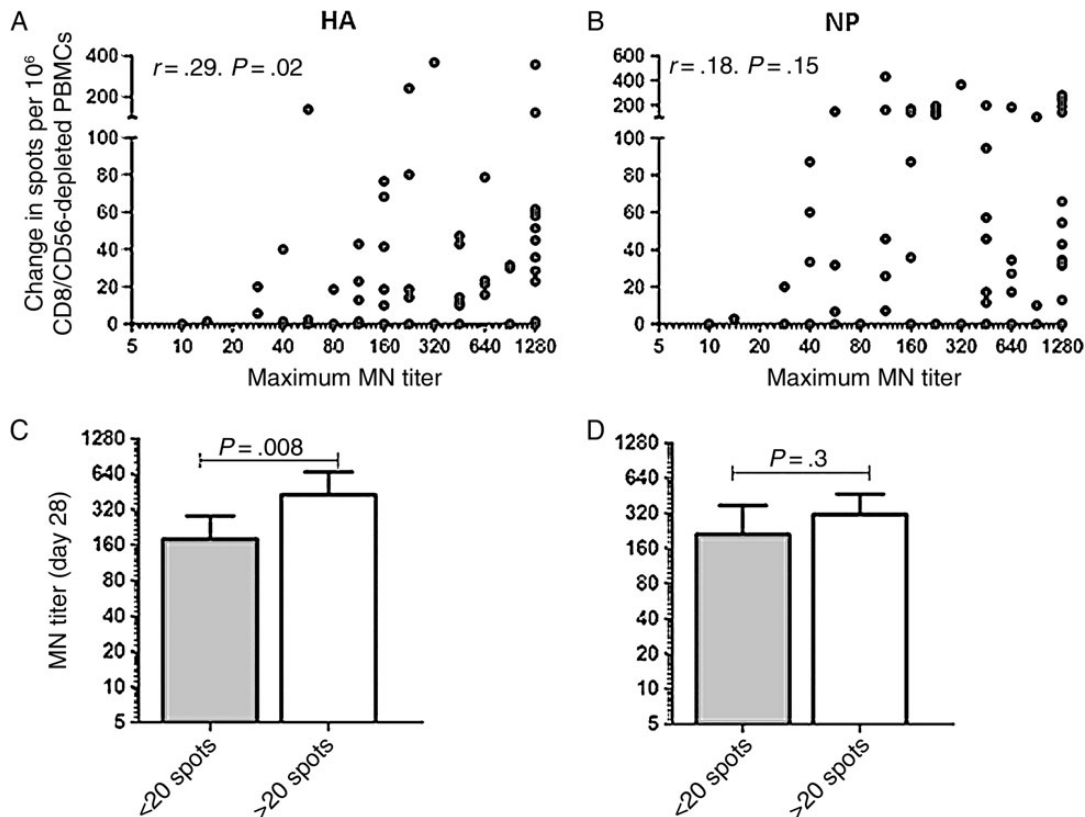 A
HA
Change in spots per 10⁶
CD8/CD56-depleted PBMCs
r = .29. P = .02
400
200
100
80
60
40
20
0
5 10 20 40 80 160 320 640 1280
Maximum MN titer
B
NP
r = .18. P = .15
600
400
200
100
80
60
40
20
0
5 10 20 40 80 160 320 640 1280
Maximum MN titer
C
MN titer (day 28)
P = .008
1280
640
320
160
80
40
20
10
5
<20 spots
>20 spots
D
P = .3
1280
640
320
160
80
40
20
10
5
<20 spots
>20 spots